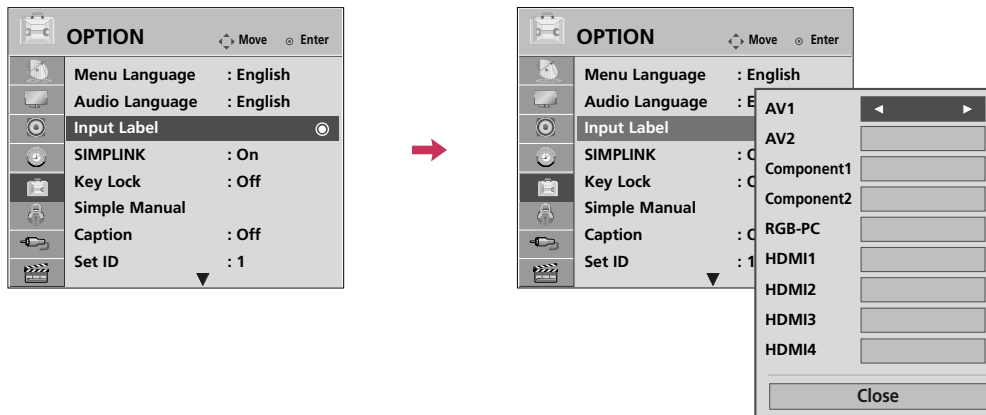 OPTION Move Enter
Menu Language : English
Audio Language : English
Input Label
SIMPLINK : On
Key Lock : Off
Simple Manual
Caption : Off
Set ID : 1
OPTION Move Enter
Menu Language : English
Audio Language : E
Input Label
SIMPLINK : O
Key Lock : O
Simple Manual
Caption : O
Set ID : 1
AV1
AV2
Component1
Component2
RGB-PC
HDMI1
HDMI2
HDMI3
HDMI4
Close